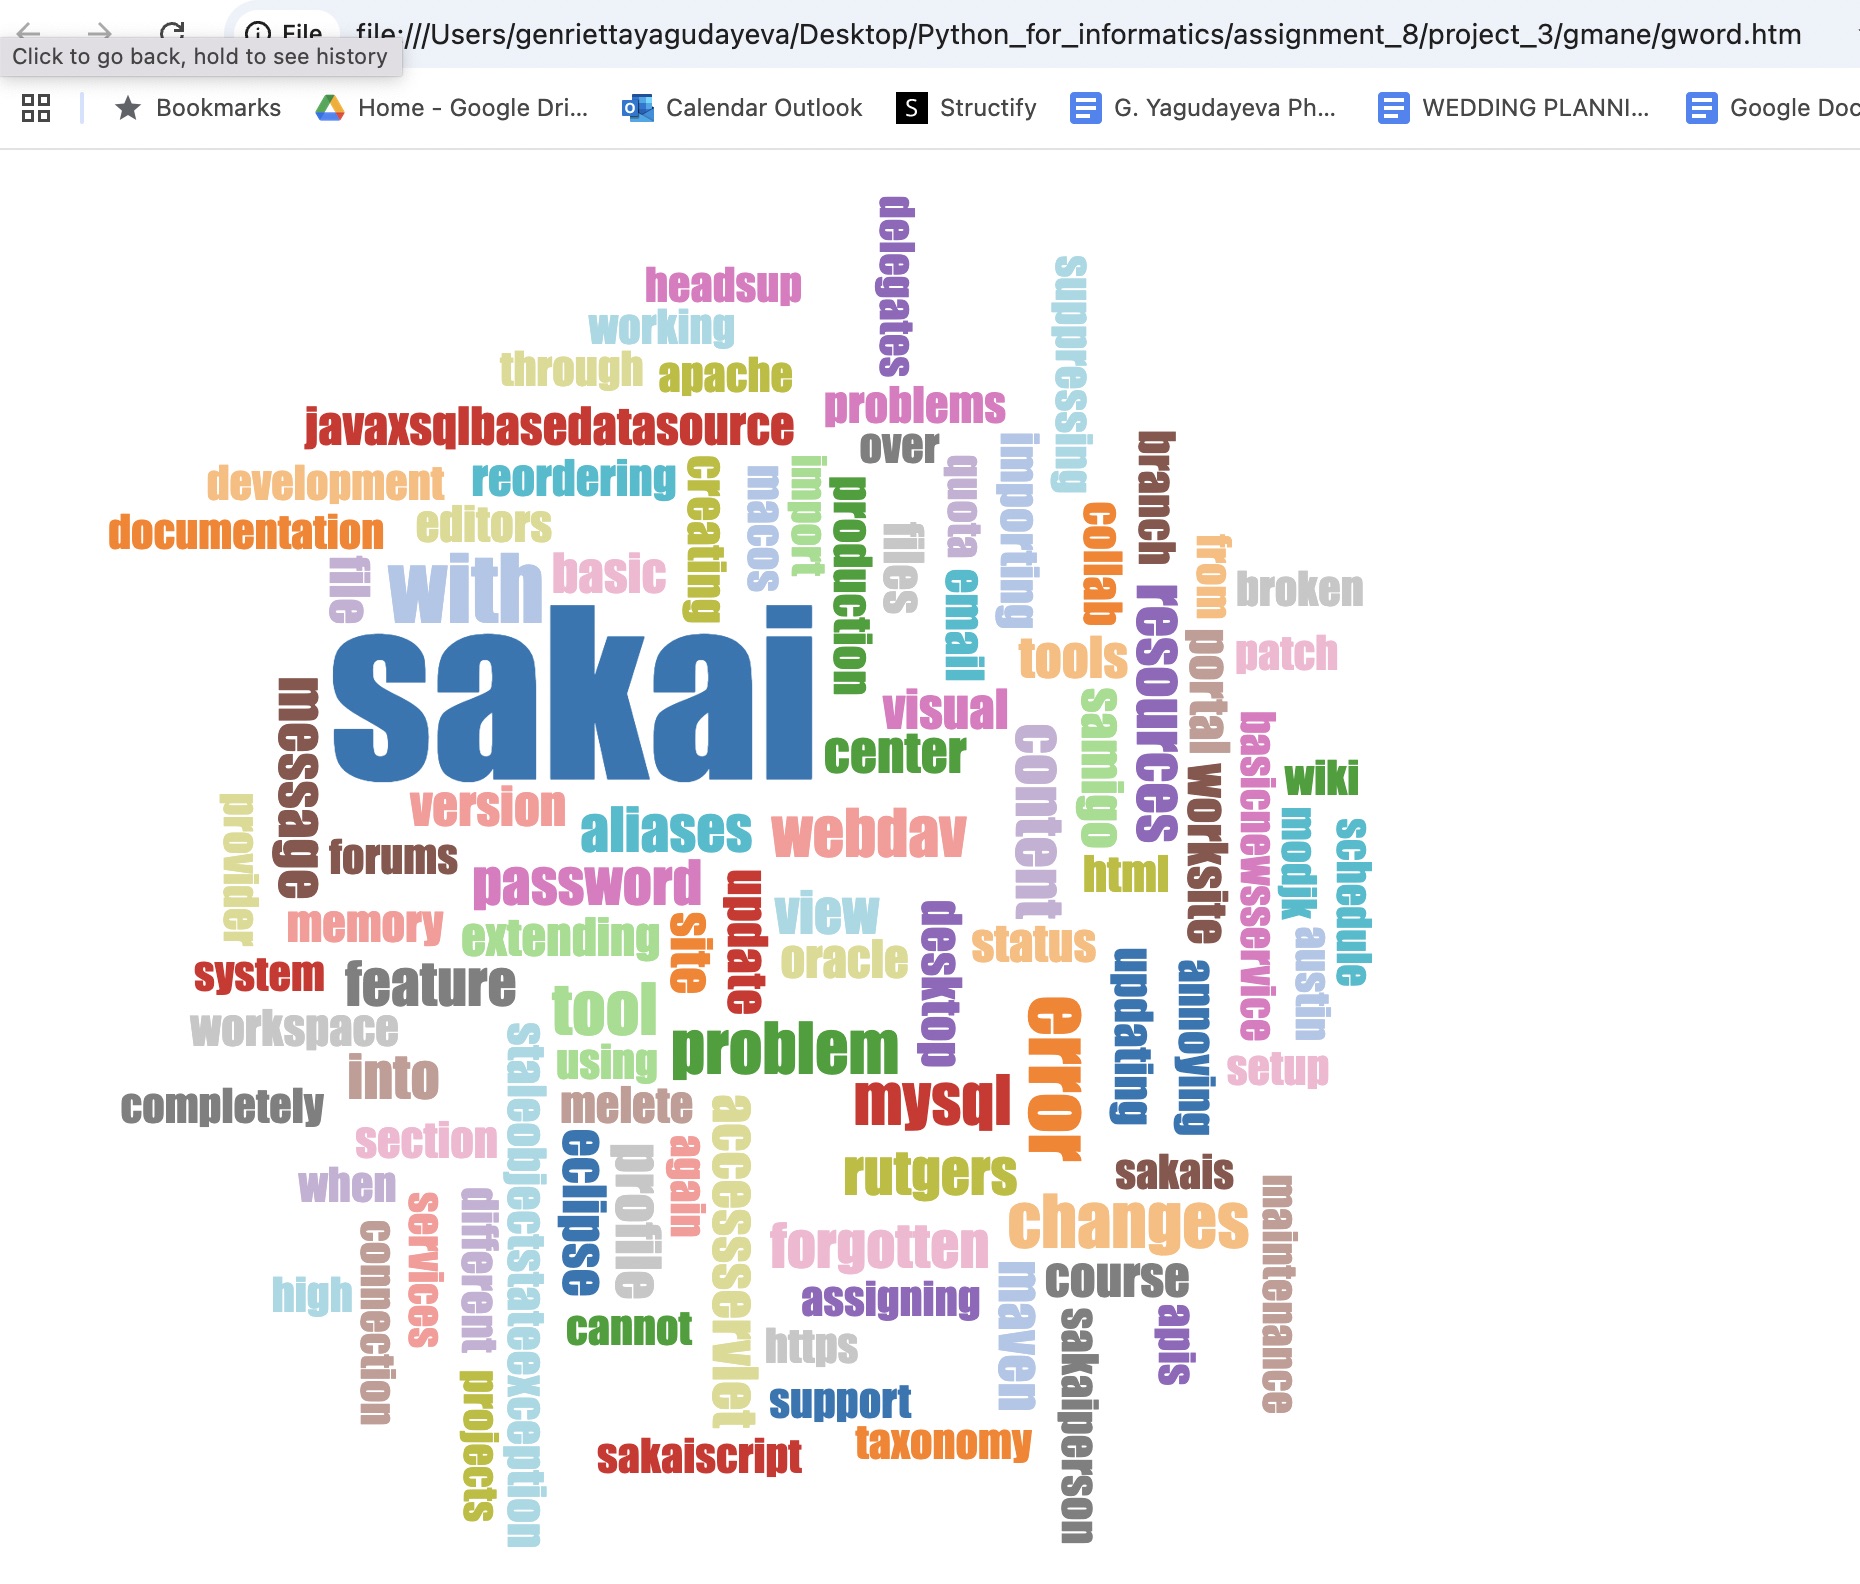 File file:///Users/genriettayagudayeva/Desktop/Python_for_informatics/assignment_8/project_3/gmane/gword.htm
Click to go back, hold to see history
Bookmarks Home - Google Dri... Calendar Outlook S Structify G. Yagudayeva Ph... WEDDING PLANNI... Google Doc
delegates
headsup
suppressing
working
through
apache
problems
javaxsqlbasedatasource
over
branch
development
reordering
creating
macos
import
production
quota
importing
documentation
editors
files
collab
from
file
with
basic
email
resources
broken
sakai
tools
portal
patch
message
visual
samigo
center
content
basicnewsservice
wiki
provider
version
aliases
webdav
worksite
modjk
schedule
forums
password
html
update
view
memory
extending
site
oracle
desktop
status
austin
system
feature
updating
annoying
workspace
tool
problem
error
using
setup
into
staleobjectstateexception
completely
melete
accessservlet
mysql
section
eclipse
profile
again
rutgers
sakais
when
services
different
changes
maintenance
connection
forgotten
high
assigning
maven
course
cannot
https
sakaiperson
apis
projects
support
sakaiscript
taxonomy